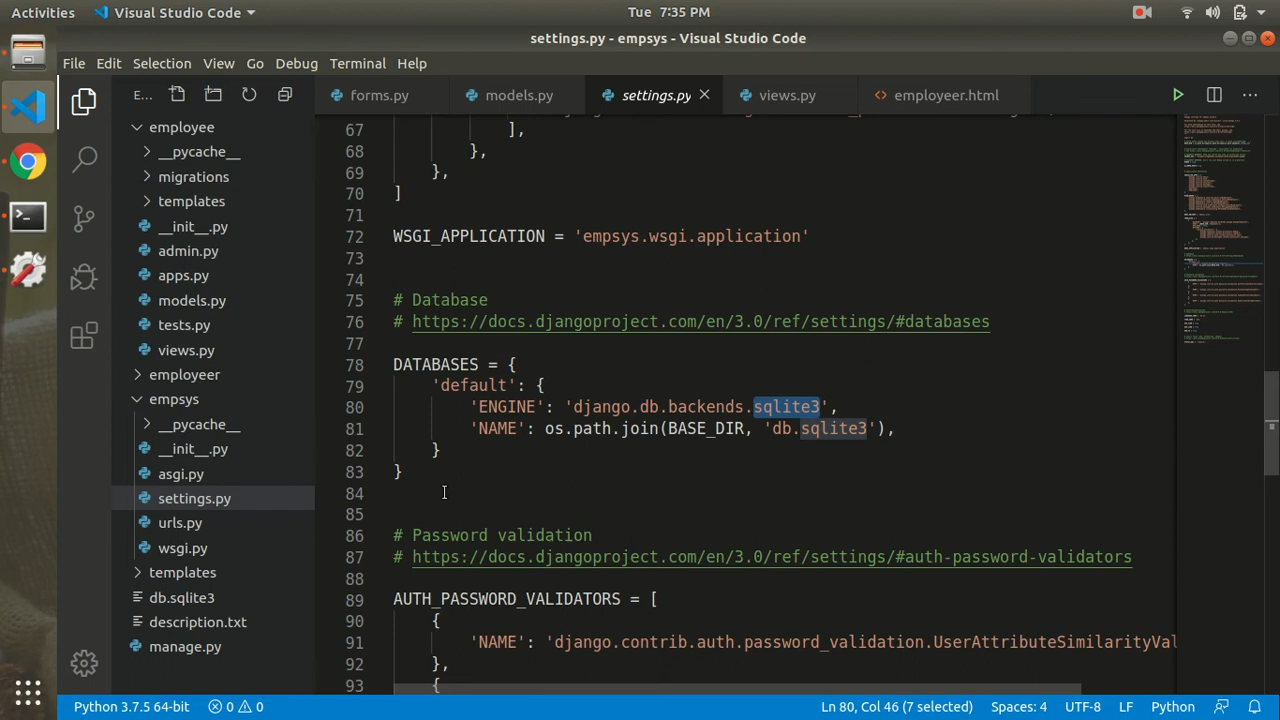 Activities
Visual Studio Code
Tue 7:35 PM
settings.py - empsys - Visual Studio Code
File Edit Selection View Go Debug Terminal Help
E...
forms.py
models.py
settings.py
views.py
employeer.html
employee
__pycache__
migrations
templates
__init__.py
admin.py
apps.py
models.py
tests.py
views.py
employeer
empsys
__pycache__
__init__.py
asgi.py
settings.py
urls.py
wsgi.py
templates
db.sqlite3
description.txt
manage.py
67 ],
68 },
69 },
70 ]
71
72 WSGI_APPLICATION = 'empsys.wsgi.application'
73
74
75 # Database
76 # https://docs.djangoproject.com/en/3.0/ref/settings/#databases
77
78 DATABASES = {
79 'default': {
80 'ENGINE': 'django.db.backends.sqlite3',
81 'NAME': os.path.join(BASE_DIR, 'db.sqlite3'),
82 }
83 }
84
85
86 # Password validation
87 # https://docs.djangoproject.com/en/3.0/ref/settings/#auth-password-validators
88
89 AUTH_PASSWORD_VALIDATORS = [
90 {
91 'NAME': 'django.contrib.auth.password_validation.UserAttributeSimilarityVal
92 },
93 {
Python 3.7.5 64-bit
0
0
Ln 80, Col 46 (7 selected)
Spaces: 4
UTF-8
LF
Python